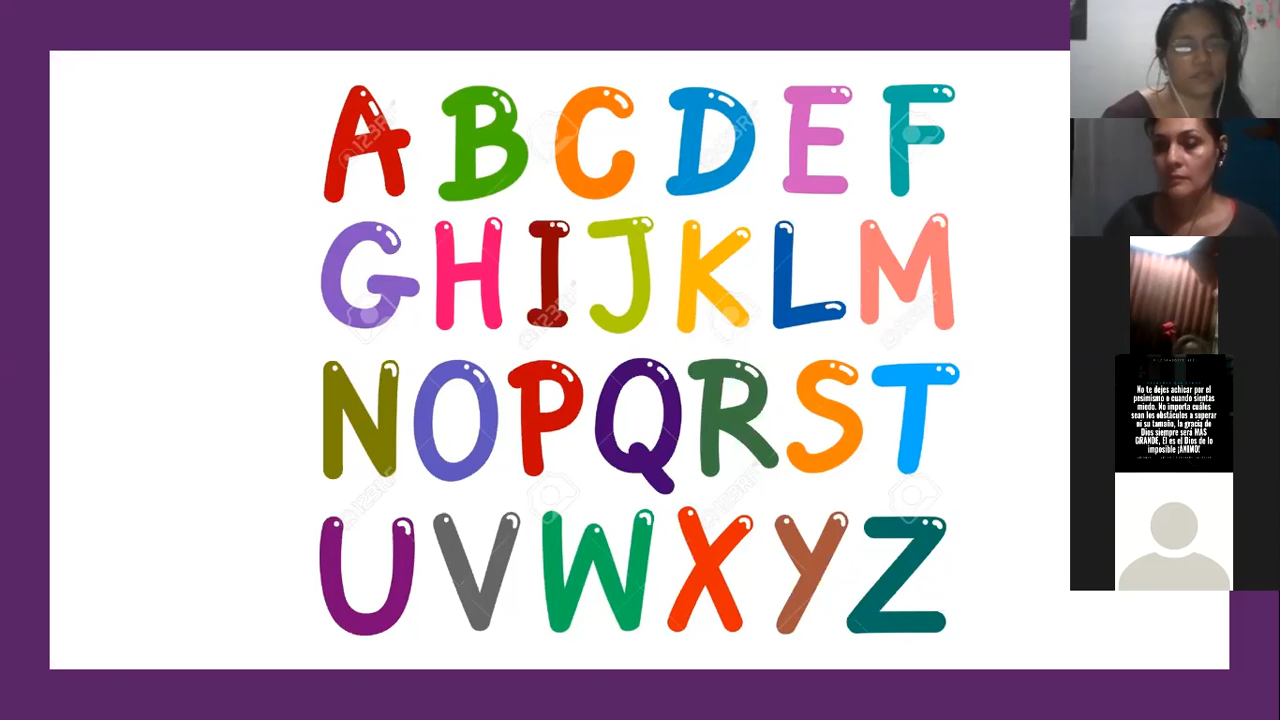 A B C D E F
G H I J K L M
N O P Q R S T
U V W X Y Z
No te dejes achicar por el
pesimismo o cuando sientas
miedo. No importa cuáles
sean los obstáculos a superar
ni su tamaño, la gracia de
Dios siempre será MAS
GRANDE, Él es el Dios de lo
imposible ¡ANIMO!